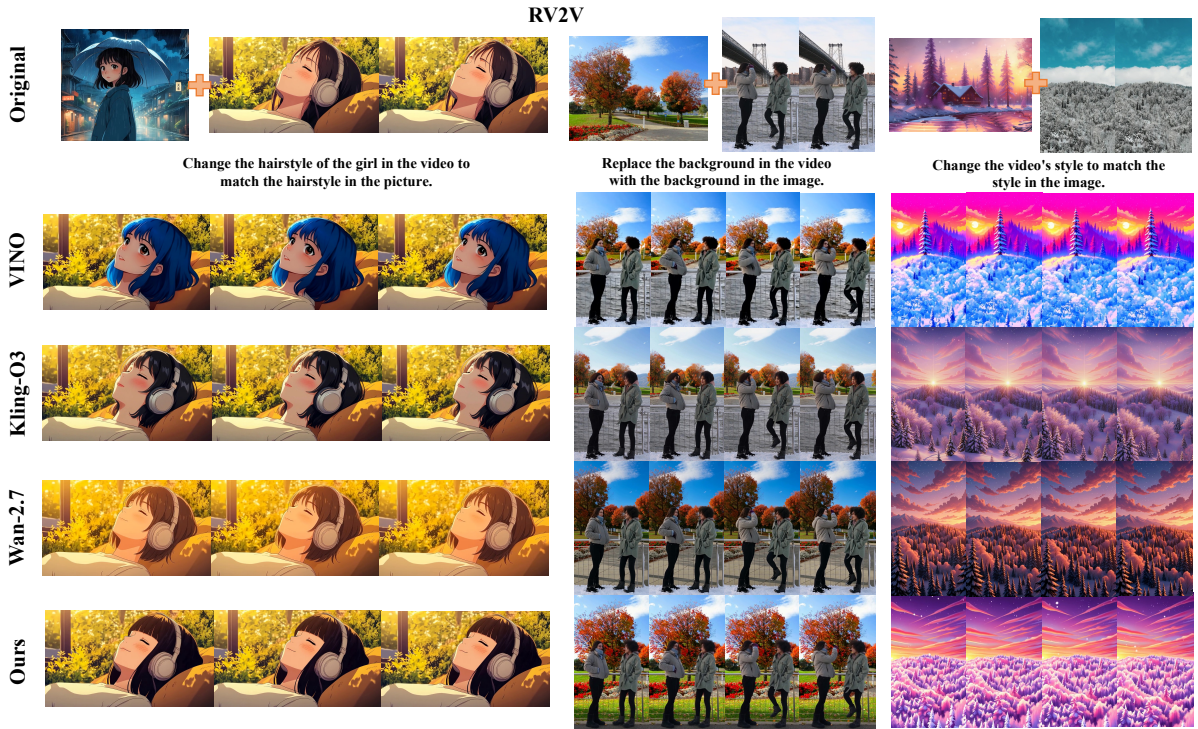 RV2V
Original
Change the hairstyle of the girl in the video to
match the hairstyle in the picture.
Replace the background in the video
with the background in the image.
Change the video's style to match the
style in the image.
VINO
Kling-O3
Wan-2.7
Ours